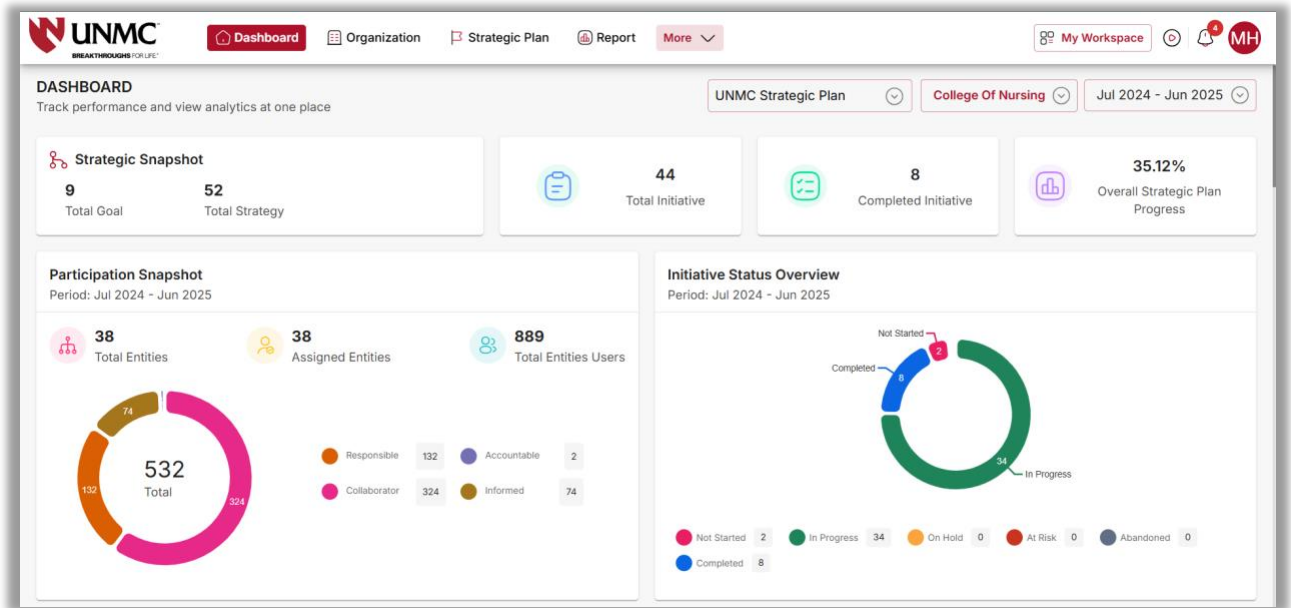 UNMC
BREAKTHROUGHS FOR LIFE™
Dashboard
Organization
Strategic Plan
Report
More
My Workspace
4
MH
DASHBOARD
Track performance and view analytics at one place
UNMC Strategic Plan
College Of Nursing
Jul 2024 - Jun 2025
Strategic Snapshot
9
Total Goal
52
Total Strategy
44
Total Initiative
8
Completed Initiative
35.12%
Overall Strategic Plan
Progress
Participation Snapshot
Period: Jul 2024 - Jun 2025
38
Total Entities
38
Assigned Entities
889
Total Entities Users
74
132
324
532
Total
Responsible 132
Accountable 2
Collaborator 324
Informed 74
Initiative Status Overview
Period: Jul 2024 - Jun 2025
Not Started
2
Completed
8
34
In Progress
Not Started 2
In Progress 34
On Hold 0
At Risk 0
Abandoned 0
Completed 8